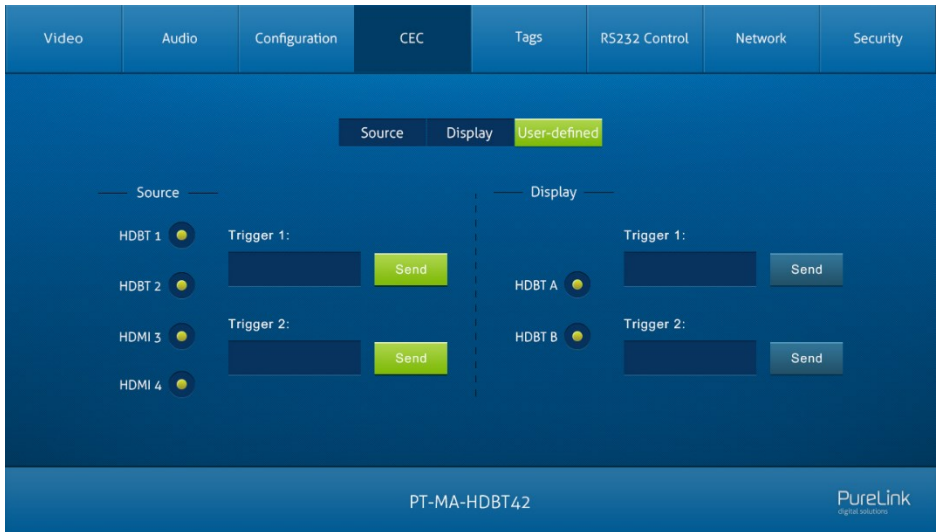 Video Audio Configuration CEC Tags RS232 Control Network Security
Source Display User-defined
Source
HDBT 1
HDBT 2
HDMI 3
HDMI 4
Trigger 1:
Send
Trigger 2:
Send
Display
HDBT A
HDBT B
Trigger 1:
Send
Trigger 2:
Send
PT-MA-HDBT42
PureLink
digital solutions